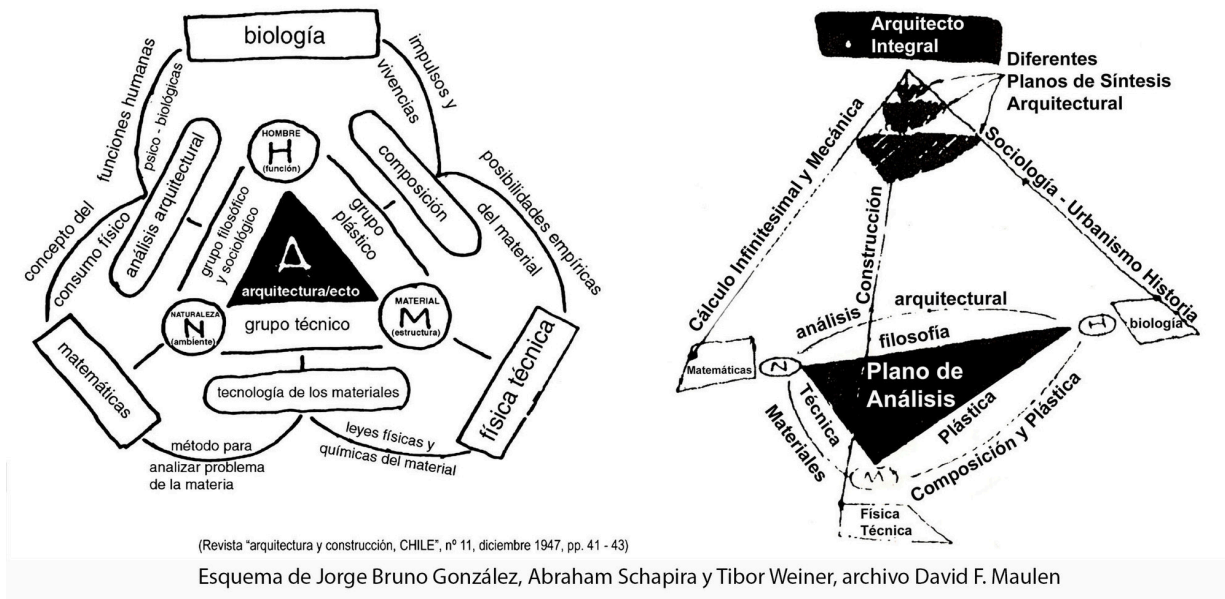 biología
funciones humanas
psico - biológicas
impulsos y
vivencias
HOMBRE
H
(función)
análisis arquitectural
composición
concepto del
consumo físico
posibilidades empíricas
del material
grupo filosófico
y sociológico
grupo
plástico
A
arquitectura/ecto
NATURALEZA
N
(ambiente)
MATERIAL
M
(estructura)
grupo técnico
matemáticas
física técnica
tecnología de los materiales
método para
analizar problema
de la materia
leyes físicas y
químicas del material
(Revista "arquitectura y construcción, CHILE", nº 11, diciembre 1947, pp. 41 - 43)
Arquitecto
Integral
Diferentes
Planos de Síntesis
Arquitectural
Cálculo Infinitesimal y Mecánica
Construcción
Sociología - Urbanismo Historia
análisis
arquitectural
filosofía
Matemáticas
N
H
biología
Plano de
Análisis
Técnica
Materiales
Plástica
Composición y Plástica
M
Física
Técnica
Esquema de Jorge Bruno González, Abraham Schapira y Tibor Weiner, archivo David F. Maulen